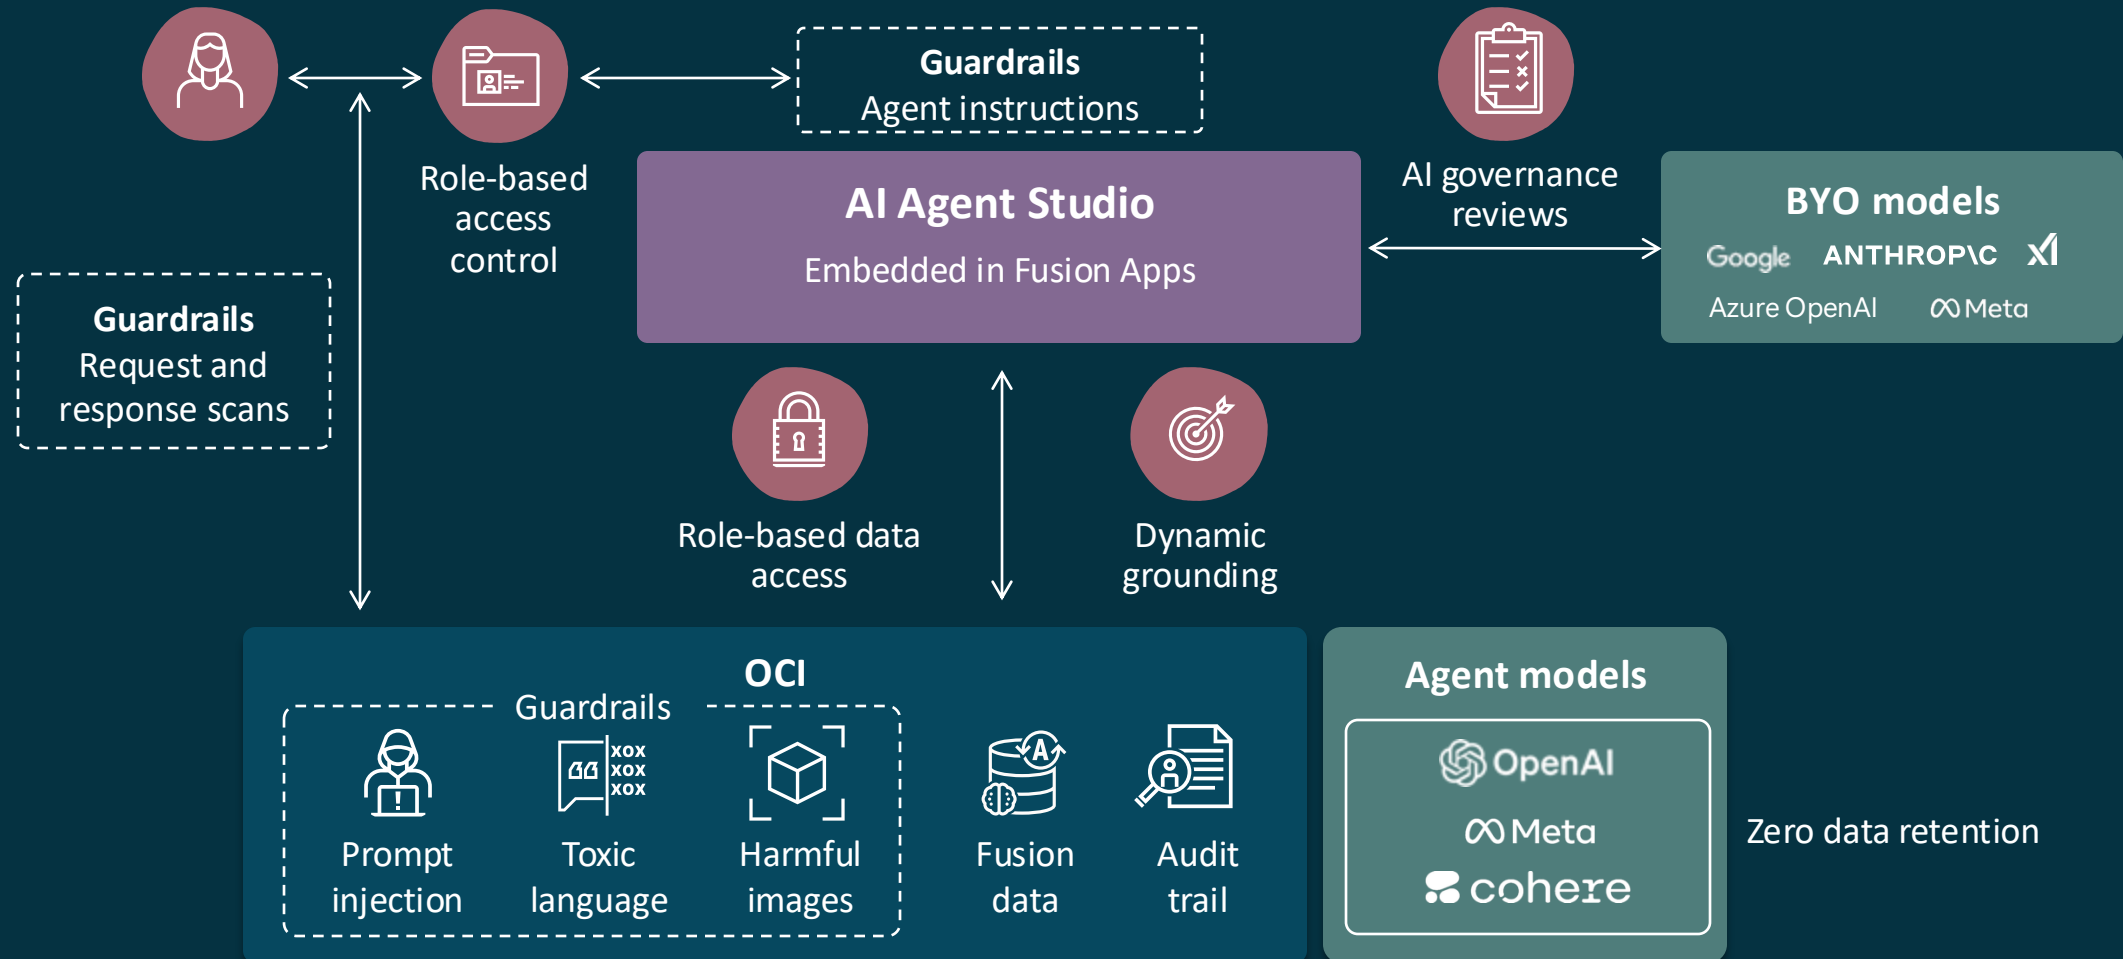 Guardrails
Agent instructions
Role-based
access
control
AI Agent Studio
Embedded in Fusion Apps
AI governance
reviews
BYO models
Google ANTHROP\C xI
Azure OpenAI Meta
Guardrails
Request and
response scans
Role-based data
access
Dynamic
grounding
OCI
Guardrails
xox
xox
xox
A
!
Prompt
injection
Toxic
language
Harmful
images
Fusion
data
Audit
trail
Agent models
OpenAI
Meta
cohere
Zero data retention